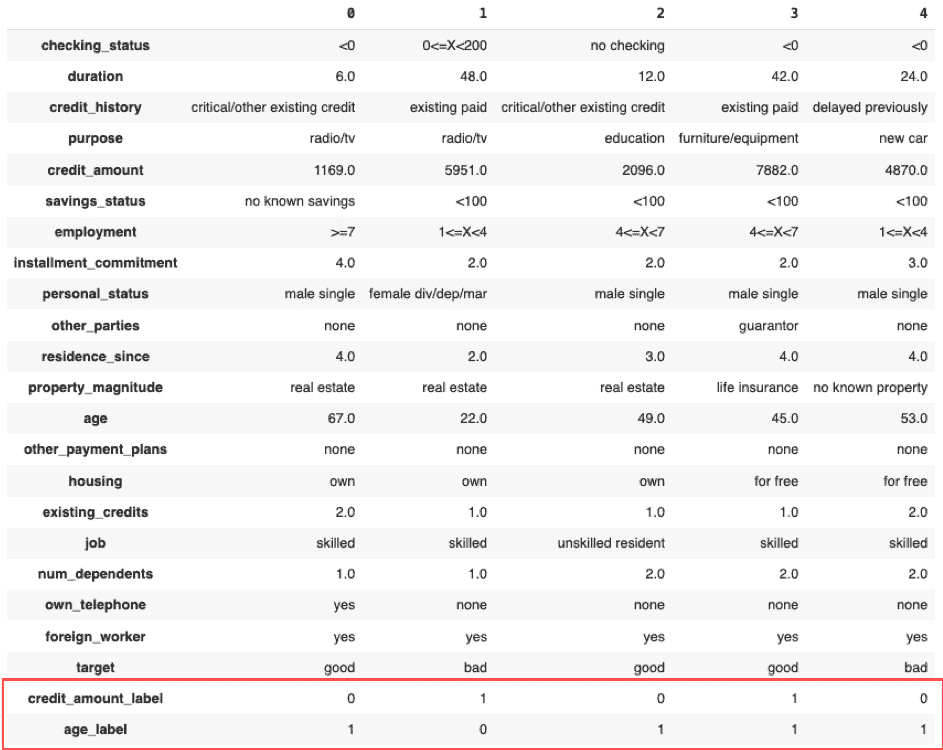 0 1 2 3 4
checking_status <0 0<=X<200 no checking <0 <0
duration 6.0 48.0 12.0 42.0 24.0
credit_history critical/other existing credit existing paid critical/other existing credit existing paid delayed previously
purpose radio/tv radio/tv education furniture/equipment new car
credit_amount 1169.0 5951.0 2096.0 7882.0 4870.0
savings_status no known savings <100 <100 <100 <100
employment >=7 1<=X<4 4<=X<7 4<=X<7 1<=X<4
installment_commitment 4.0 2.0 2.0 2.0 3.0
personal_status male single female div/dep/mar male single male single male single
other_parties none none none guarantor none
residence_since 4.0 2.0 3.0 4.0 4.0
property_magnitude real estate real estate real estate life insurance no known property
age 67.0 22.0 49.0 45.0 53.0
other_payment_plans none none none none none
housing own own own for free for free
existing_credits 2.0 1.0 1.0 1.0 2.0
job skilled skilled unskilled resident skilled skilled
num_dependents 1.0 1.0 2.0 2.0 2.0
own_telephone yes none none none none
foreign_worker yes yes yes yes yes
target good bad good good bad
credit_amount_label 0 1 0 1 0
age_label 1 0 1 1 1